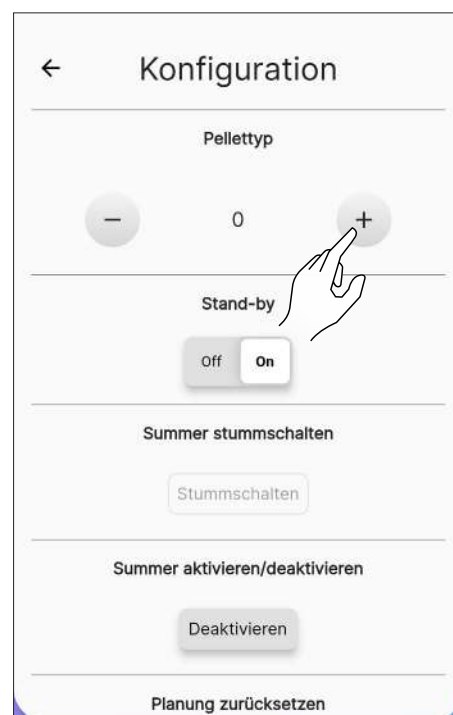 ← Konfiguration
Pellettyp
− 0 +
Stand-by
Off On
Summer stummschalten
Stummschalten
Summer aktivieren/deaktivieren
Deaktivieren
Planung zurücksetzen